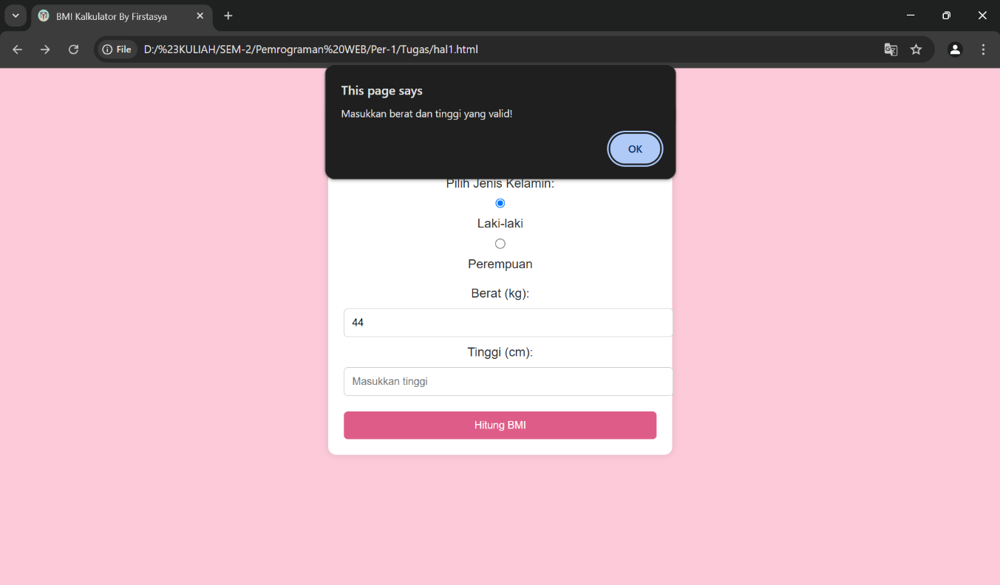 BMI Kalkulator By Firstasya
File
D:/%23KULIAH/SEM-2/Pemrograman%20WEB/Per-1/Tugas/hal1.html
This page says
Masukkan berat dan tinggi yang valid!
OK
Pilih Jenis Kelamin:
Laki-laki
Perempuan
Berat (kg):
44
Tinggi (cm):
Masukkan tinggi
Hitung BMI